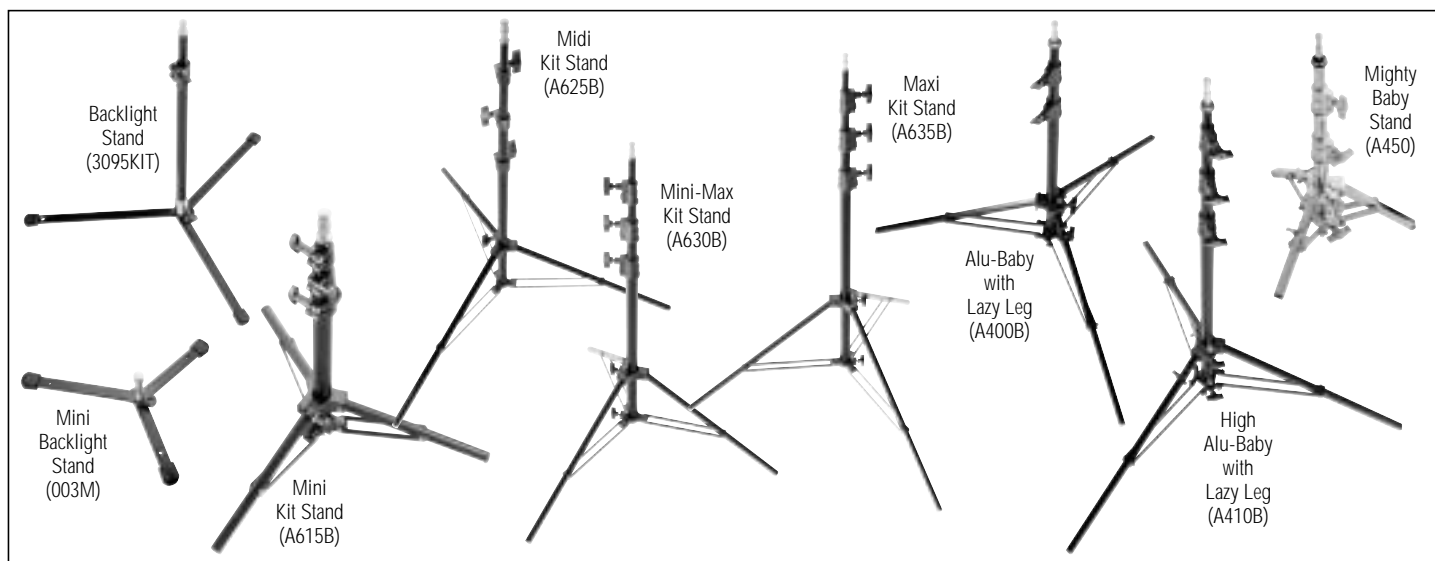 Backlight
Stand
(3095KIT)
Mini
Backlight
Stand
(003M)
Mini
Kit Stand
(A615B)
Midi
Kit Stand
(A625B)
Mini-Max
Kit Stand
(A630B)
Maxi
Kit Stand
(A635B)
Alu-Baby
with
Lazy Leg
(A400B)
High
Alu-Baby
with
Lazy Leg
(A410B)
Mighty
Baby
Stand
(A450)